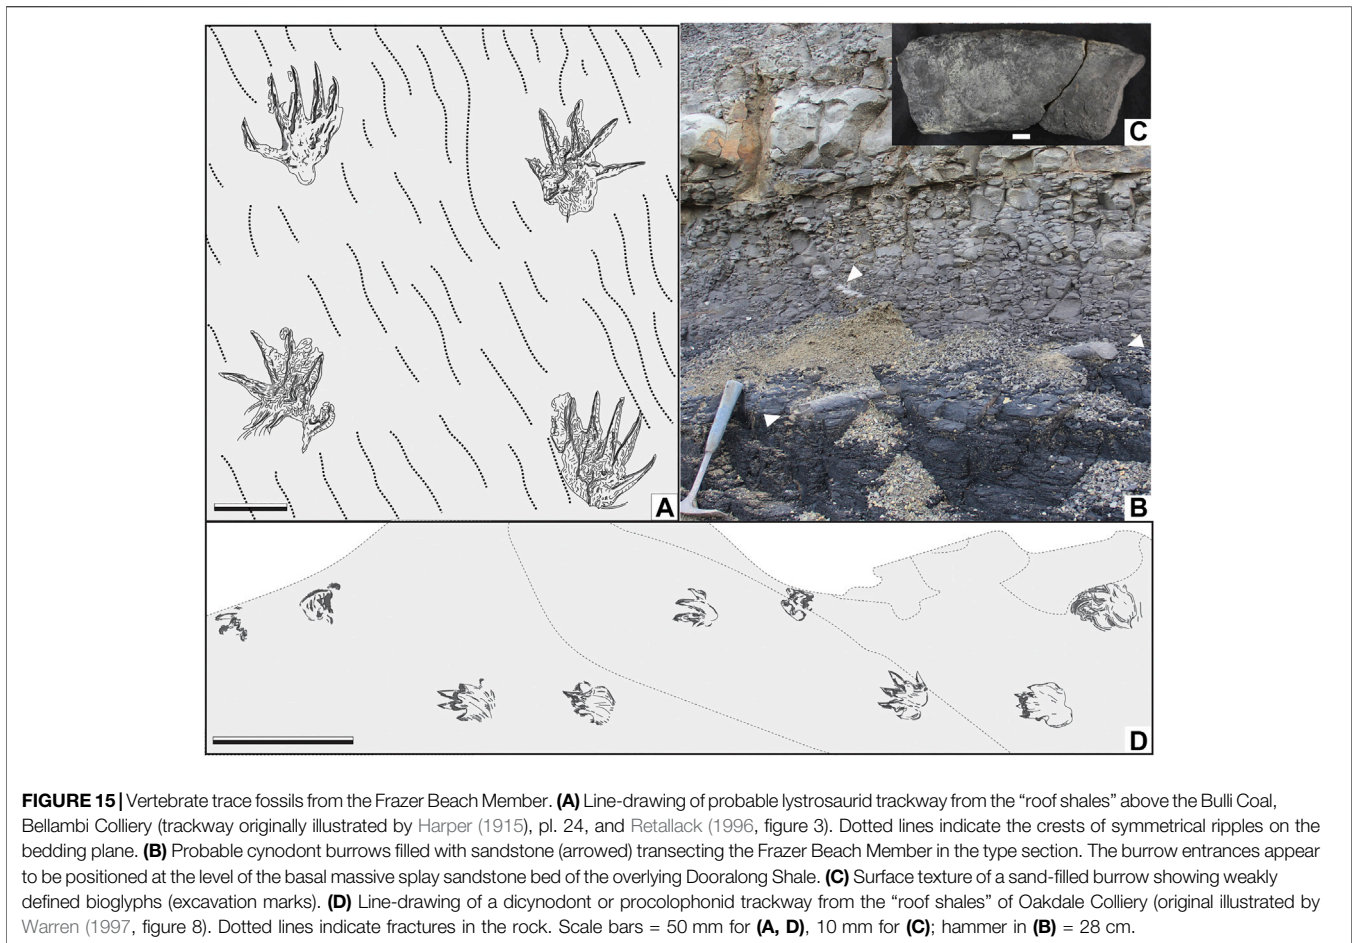 C
A
B
D
FIGURE 15 | Vertebrate trace fossils from the Frazer Beach Member. (A) Line-drawing of probable lystrosaurid trackway from the “roof shales” above the Bulli Coal,
Bellambi Colliery (trackway originally illustrated by Harper (1915), pl. 24, and Retallack (1996, figure 3). Dotted lines indicate the crests of symmetrical ripples on the
bedding plane. (B) Probable cynodont burrows filled with sandstone (arrowed) transecting the Frazer Beach Member in the type section. The burrow entrances appear
to be positioned at the level of the basal massive splay sandstone bed of the overlying Dooralong Shale. (C) Surface texture of a sand-filled burrow showing weakly
defined bioglyphs (excavation marks). (D) Line-drawing of a dicynodont or procolophonid trackway from the “roof shales” of Oakdale Colliery (original illustrated by
Warren (1997, figure 8). Dotted lines indicate fractures in the rock. Scale bars = 50 mm for (A, D), 10 mm for (C); hammer in (B) = 28 cm.